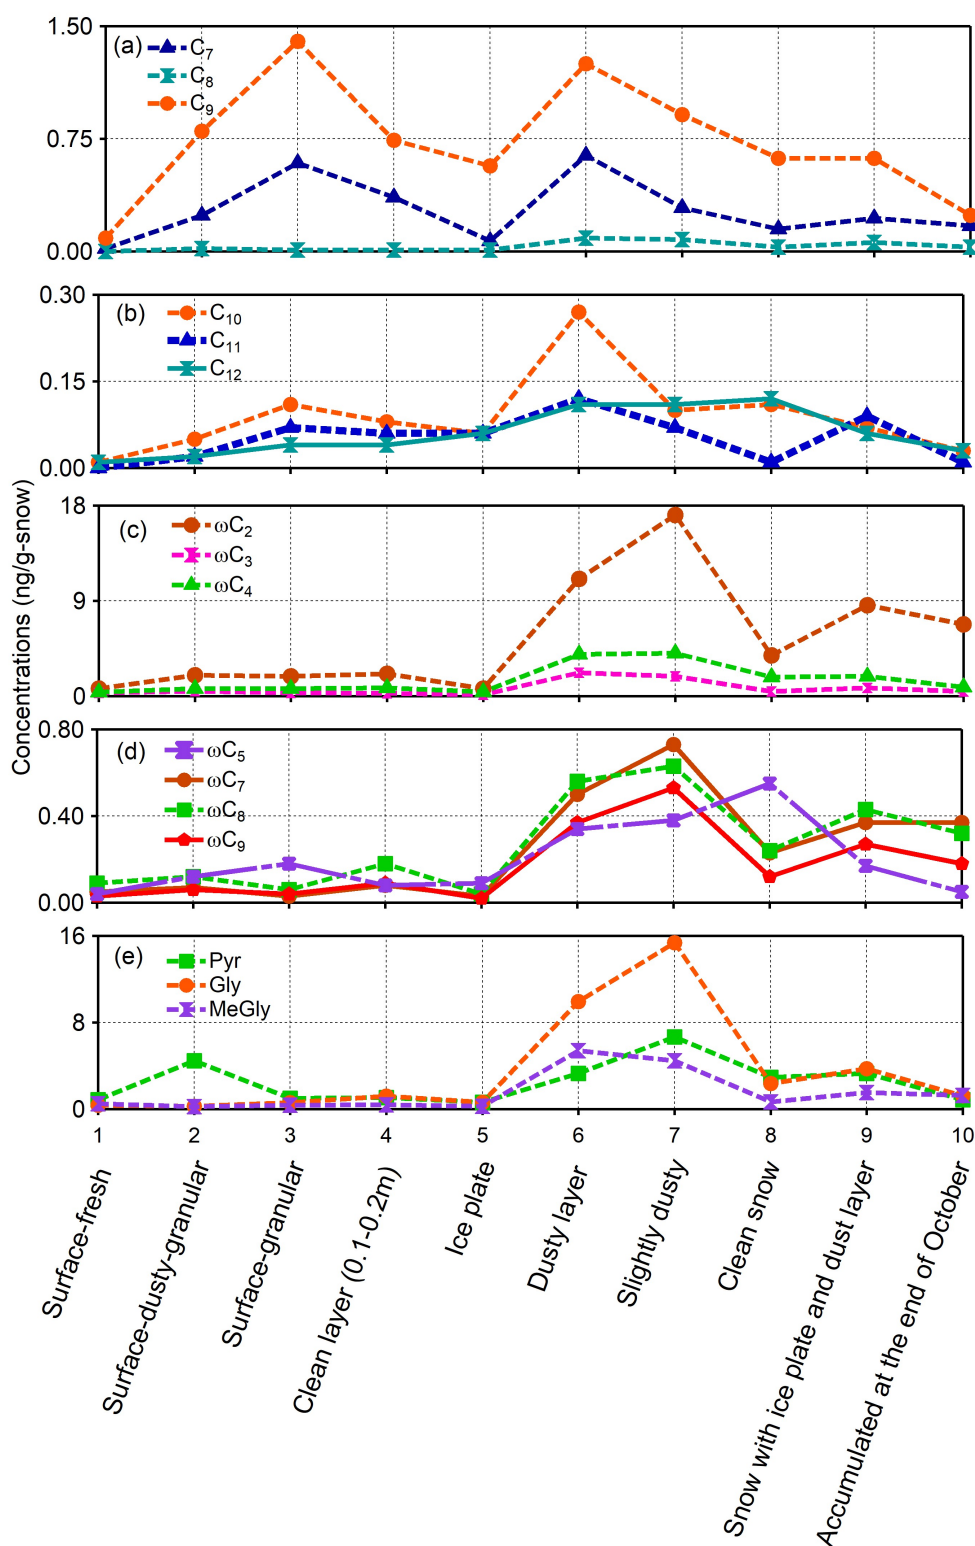 Concentrations (ng/g-snow)
1.50
0.75
0.00
(a)
C7
C8
C9
0.30
0.15
0.00
(b)
C10
C11
C12
18
9
0
(c)
ωC2
ωC3
ωC4
0.80
0.40
0.00
(d)
ωC5
ωC7
ωC8
ωC9
16
8
0
(e)
Pyr
Gly
MeGly
1 2 3 4 5 6 7 8 9 10
Surface-fresh
Surface-dusty-granular
Surface-granular
Clean layer (0.1-0.2m)
Ice plate
Dusty layer
Slightly dusty
Clean snow
Snow with ice plate and dust layer
Accumulated at the end of October